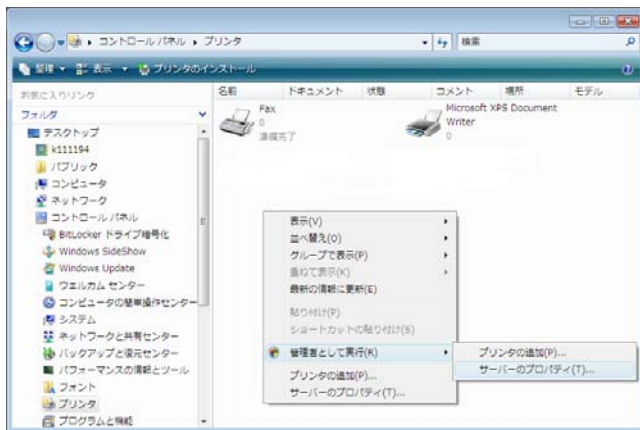 コントロール パネル ▸ プリンタ
検索
整理 表示 プリンタのインストール
お気に入りリンク
名前 ドキュメント 状態 コメント 場所 モデル
フォルダ
Fax
0
準備完了
Microsoft XPS Document
Writer
0
デスクトップ
k111194
パブリック
コンピュータ
ネットワーク
コントロール パネル
BitLocker ドライブ暗号化
Windows SideShow
Windows Update
ウェルカム センター
コンピュータの簡単操作センター
システム
ネットワークと共有センター
バックアップと復元センター
パフォーマンスの情報とツール
フォント
プリンタ
プログラムと機能
表示(V)
並べ替え(O)
グループで表示(P)
重ねて表示(K)
最新の情報に更新(E)
貼り付け(P)
ショートカットの貼り付け(S)
管理者として実行(R)
プリンタの追加(P)...
サーバーのプロパティ(T)...
プリンタの追加(P)...
サーバーのプロパティ(T)...